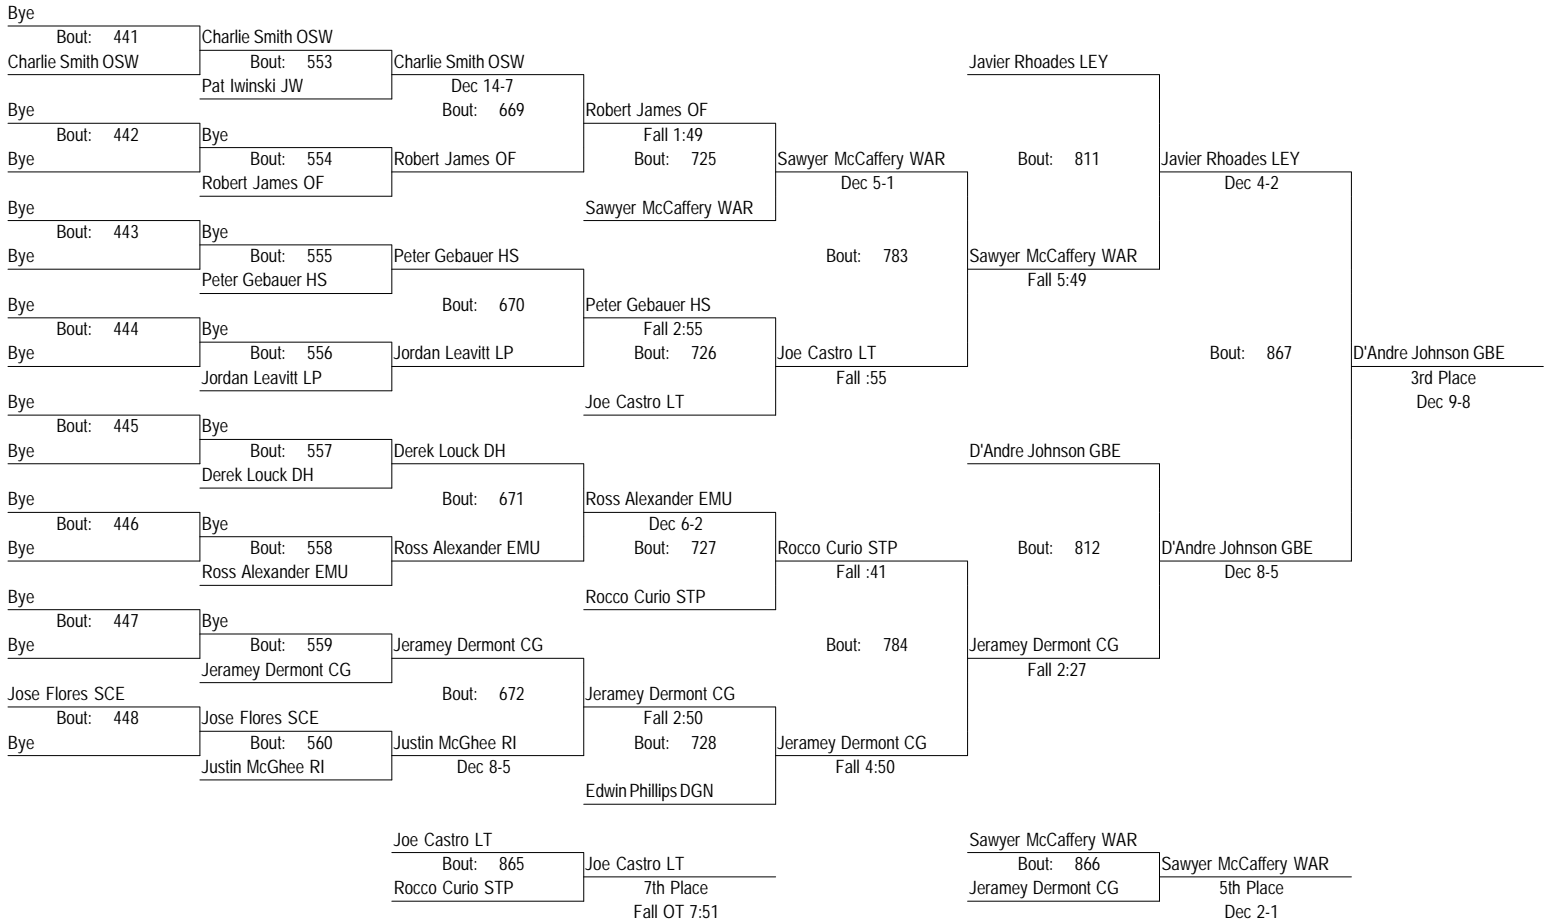 Bye
Bout: 441
Charlie Smith OSW
Bye
Bout: 442
Bye
Bye
Bout: 443
Bye
Bye
Bout: 444
Bye
Bye
Bout: 445
Bye
Bye
Bout: 446
Bye
Bye
Bout: 447
Bye
Jose Flores SCE
Bout: 448
Bye
Charlie Smith OSW
Bout: 553
Pat Iwinski JW
Bye
Bout: 554
Robert James OF
Bye
Bout: 555
Peter Gebauer HS
Bye
Bout: 556
Jordan Leavitt LP
Bye
Bout: 557
Derek Louck DH
Bye
Bout: 558
Ross Alexander EMU
Bye
Bout: 559
Jeramey Dermont CG
Jose Flores SCE
Bout: 560
Justin McGhee RI
Charlie Smith OSW
Dec 14-7
Bout: 669
Robert James OF
Peter Gebauer HS
Bout: 670
Jordan Leavitt LP
Derek Louck DH
Bout: 671
Ross Alexander EMU
Jeramey Dermont CG
Bout: 672
Justin McGhee RI
Dec 8-5
Robert James OF
Fall 1:49
Bout: 725
Sawyer McCaffery WAR
Peter Gebauer HS
Fall 2:55
Bout: 726
Joe Castro LT
Ross Alexander EMU
Dec 6-2
Bout: 727
Rocco Curio STP
Jeramey Dermont CG
Fall 2:50
Bout: 728
Edwin Phillips DGN
Sawyer McCaffery WAR
Dec 5-1
Bout: 783
Joe Castro LT
Fall :55
Rocco Curio STP
Fall :41
Bout: 784
Jeramey Dermont CG
Fall 4:50
Javier Rhoades LEY
Bout: 811
Sawyer McCaffery WAR
Fall 5:49
D'Andre Johnson GBE
Bout: 812
Jeramey Dermont CG
Fall 2:27
Javier Rhoades LEY
Dec 4-2
Bout: 867
D'Andre Johnson GBE
Dec 8-5
D'Andre Johnson GBE
3rd Place
Dec 9-8
Joe Castro LT
Bout: 865
Rocco Curio STP
Joe Castro LT
7th Place
Fall OT 7:51
Sawyer McCaffery WAR
Bout: 866
Jeramey Dermont CG
Sawyer McCaffery WAR
5th Place
Dec 2-1